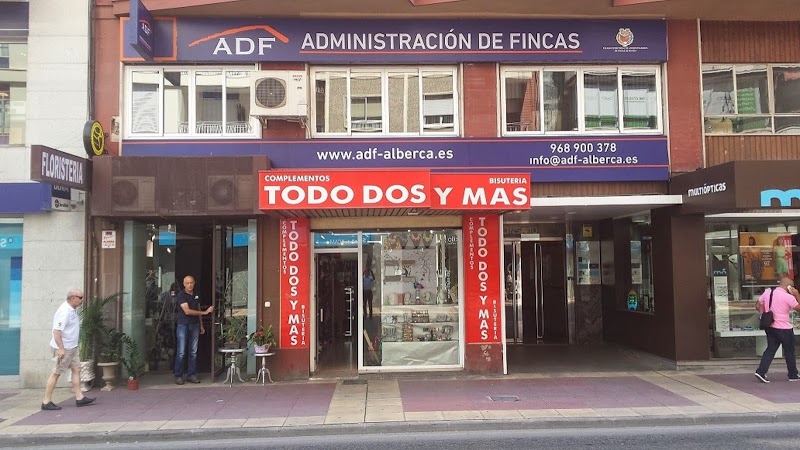 ADF ADMINISTRACIÓN DE FINCAS
www.adf-alberca.es
968 900 378
info@adf-alberca.es
FLORISTERIA
COMPLEMENTOS BISUTERIA
TODO DOS Y MAS
COMPLEMENTOS
TODO DOS Y MAS
BISUTERIA
COMPLEMENTOS
TODO DOS Y MAS
BISUTERIA
MULTIÓPTICAS